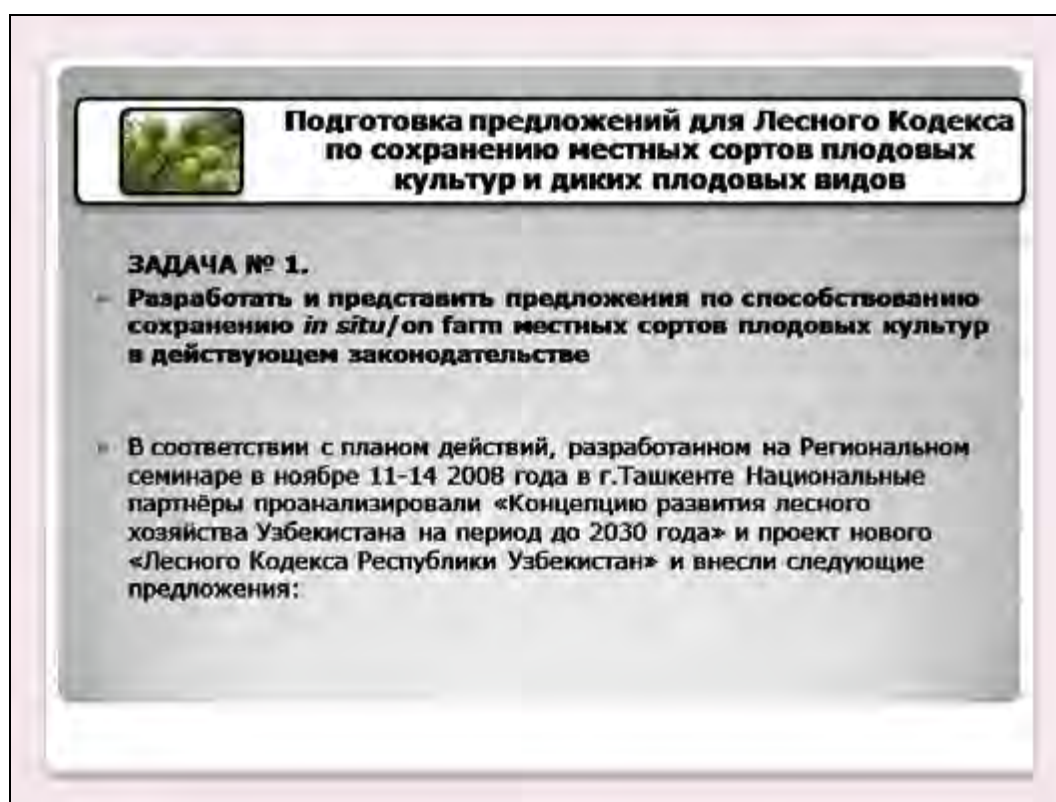 Подготовка предложений для Лесного Кодекса
по сохранению местных сортов плодовых
культур и диких плодовых видов
ЗАДАЧА № 1.
Разработать и представить предложения по способствованию
сохранению in situ/on farm местных сортов плодовых культур
в действующем законодательстве
В соответствии с планом действий, разработанном на Региональном
семинаре в ноябре 11-14 2008 года в г.Ташкенте Национальные
партнёры проанализировали «Концепцию развития лесного
хозяйства Узбекистана на период до 2030 года» и проект нового
«Лесного Кодекса Республики Узбекистан» и внесли следующие
предложения: